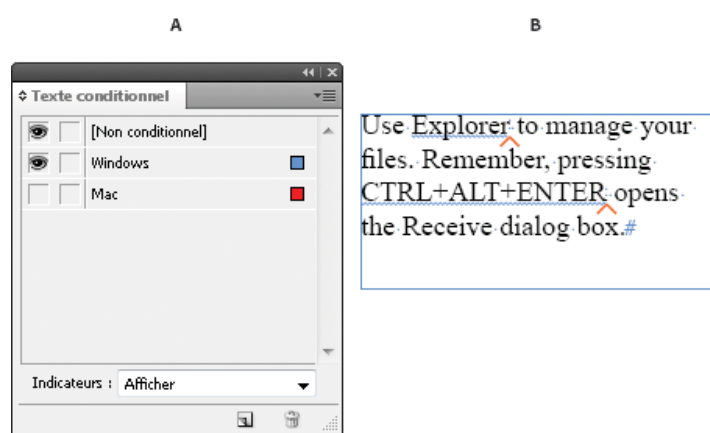 A
B
Texte conditionnel
[Non conditionnel]
Windows
Mac
Indicateurs : Afficher
Use Explorer to manage your
files. Remember, pressing
CTRL+ALT+ENTER opens
the Receive dialog box.#